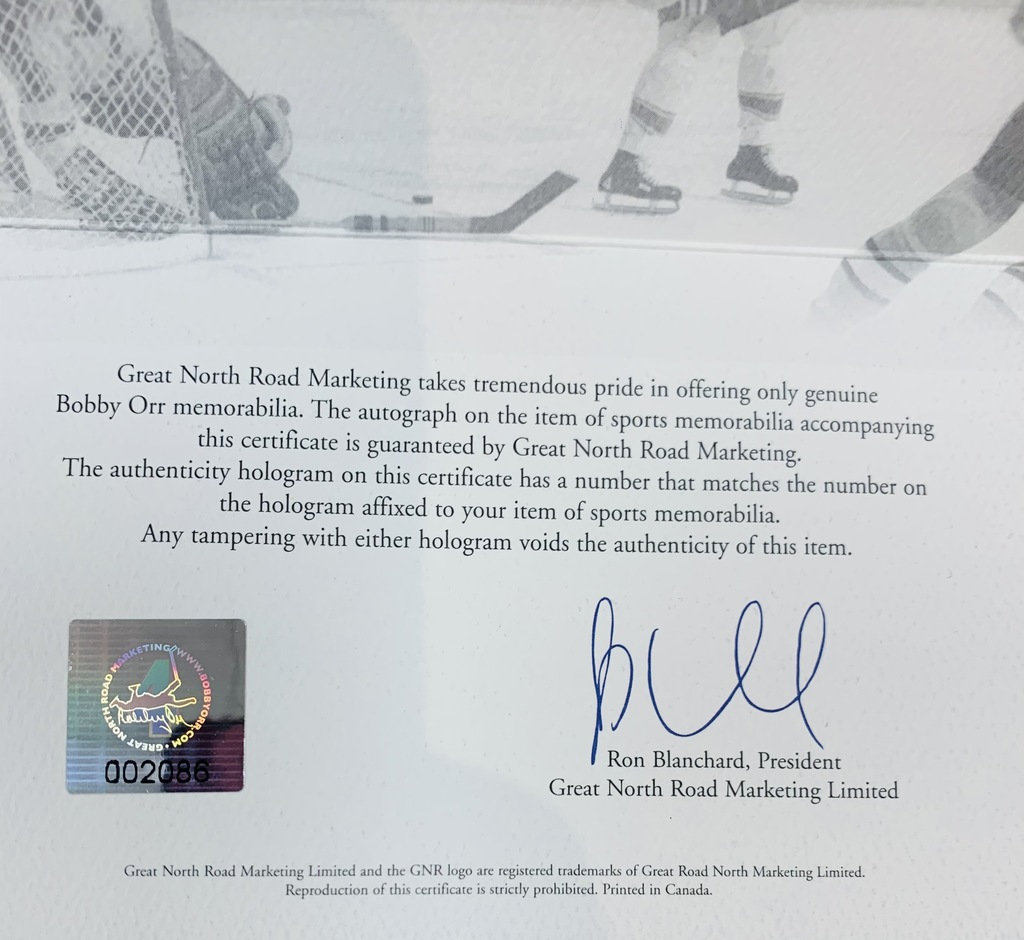 Great North Road Marketing takes tremendous pride in offering only genuine
Bobby Orr memorabilia. The autograph on the item of sports memorabilia accompanying
this certificate is guaranteed by Great North Road Marketing.
The authenticity hologram on this certificate has a number that matches the number on
the hologram affixed to your item of sports memorabilia.
Any tampering with either hologram voids the authenticity of this item.
GREAT NORTH ROAD MARKETING
WWW.BOBBYORR.COM
Bobby Orr
002086
Ron Blanchard, President
Great North Road Marketing Limited
Great North Road Marketing Limited and the GNR logo are registered trademarks of Great Road North Marketing Limited.
Reproduction of this certificate is strictly prohibited. Printed in Canada.